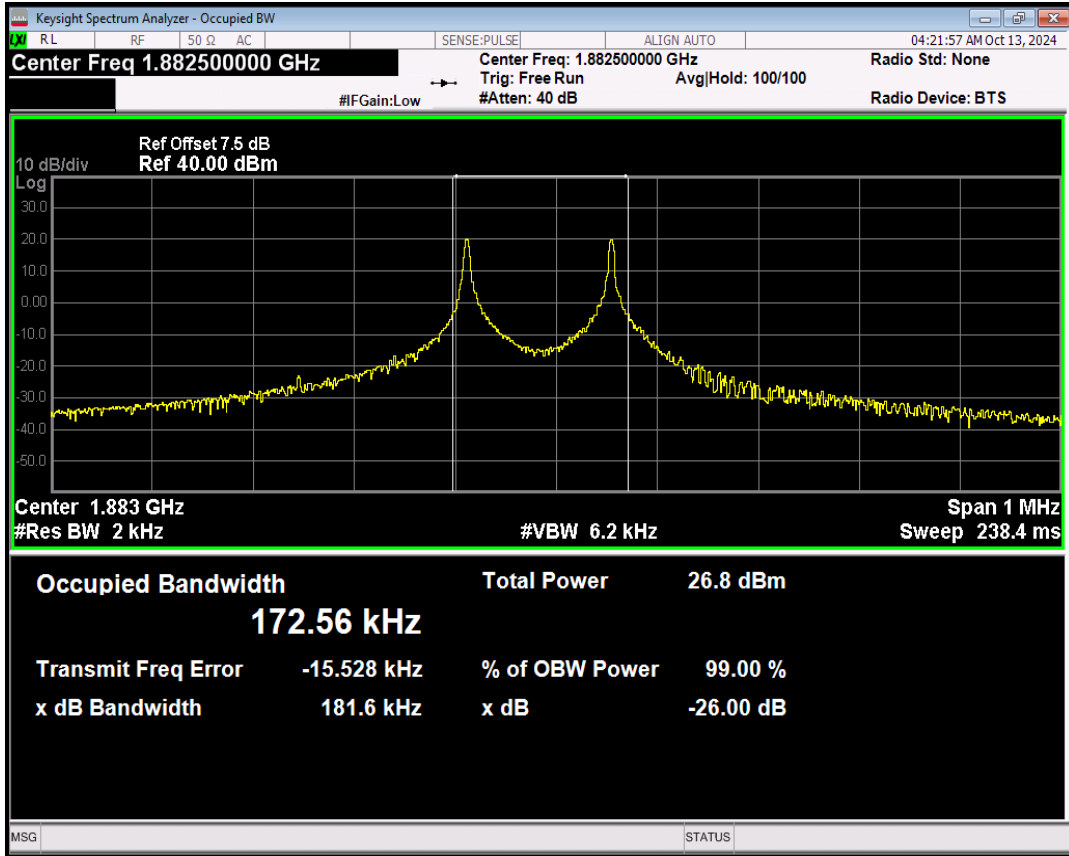 Keysight Spectrum Analyzer - Occupied BW
LXI RL RF 50 Ω AC SENSE:PULSE ALIGN AUTO 04:21:57 AM Oct 13, 2024
Center Freq 1.882500000 GHz Center Freq: 1.882500000 GHz Radio Std: None
Trig: Free Run Avg|Hold: 100/100
#IFGain:Low #Atten: 40 dB Radio Device: BTS
Ref Offset 7.5 dB
10 dB/div Ref 40.00 dBm
Log
30.0
20.0
10.0
0.00
-10.0
-20.0
-30.0
-40.0
-50.0
Center 1.883 GHz Span 1 MHz
#Res BW 2 kHz #VBW 6.2 kHz Sweep 238.4 ms
Occupied Bandwidth Total Power 26.8 dBm
172.56 kHz
Transmit Freq Error -15.528 kHz % of OBW Power 99.00 %
x dB Bandwidth 181.6 kHz x dB -26.00 dB
MSG STATUS